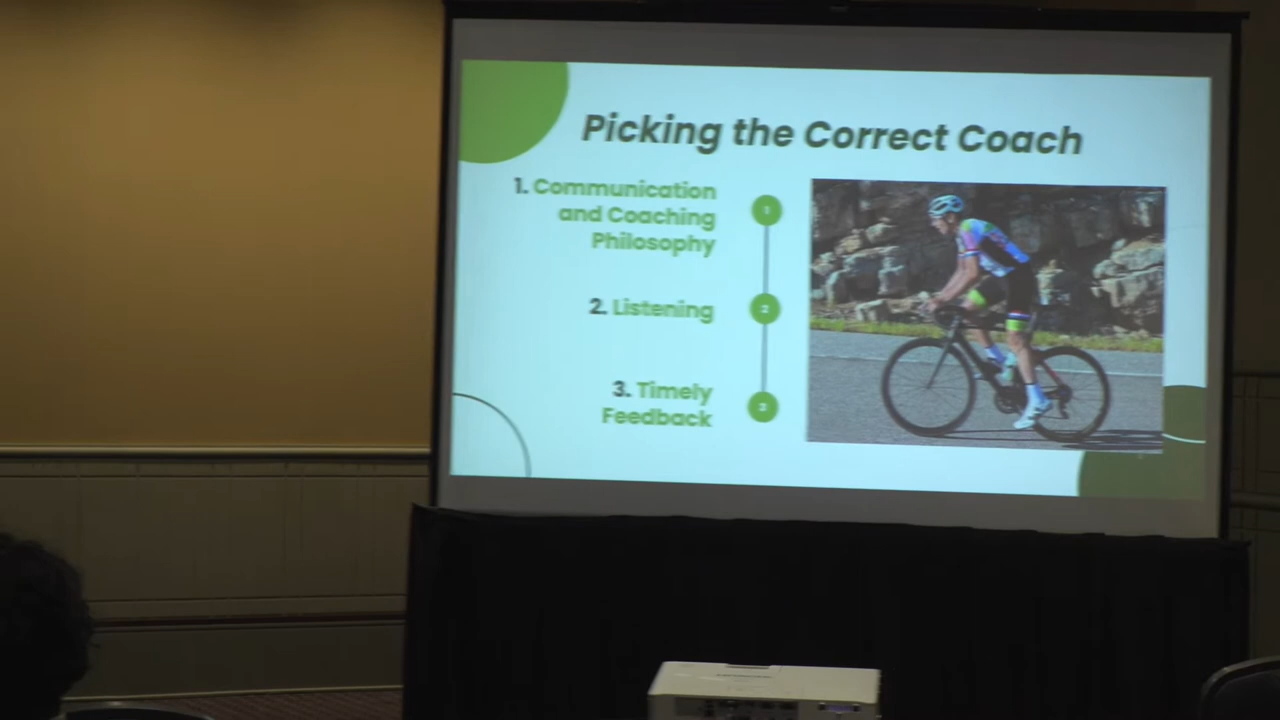 Picking the Correct Coach
1. Communication
and Coaching
Philosophy
1
2. Listening
2
3. Timely
Feedback
3